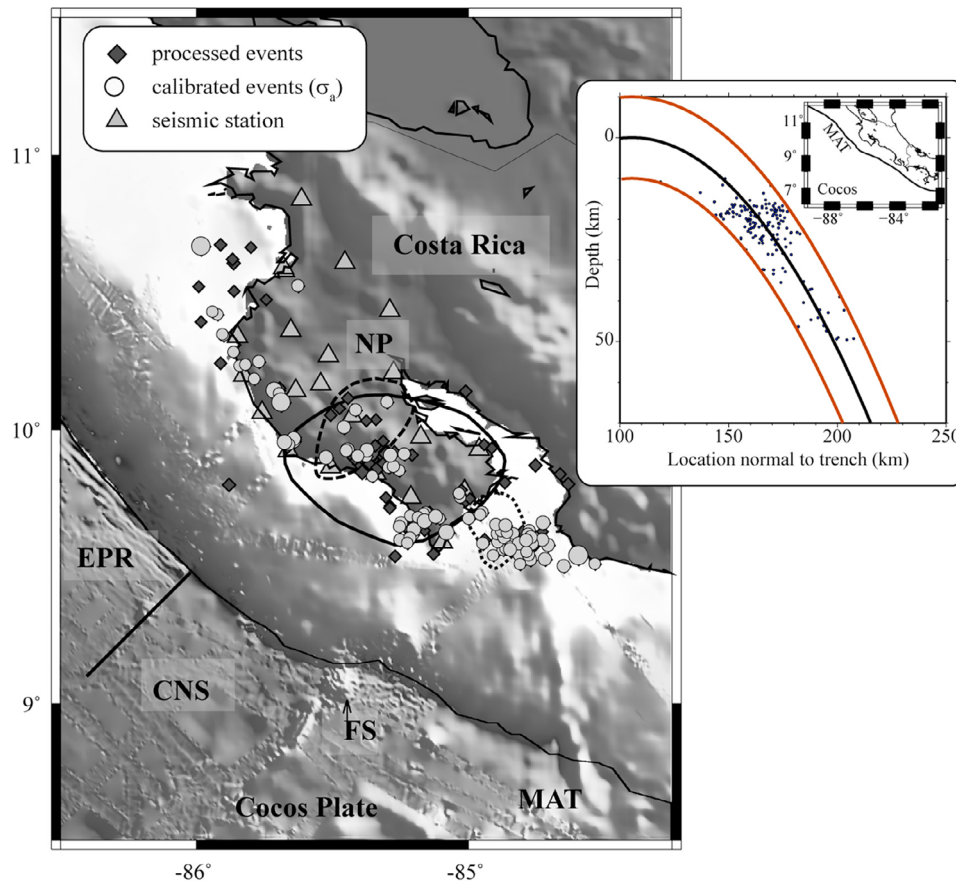 processed events
calibrated events (σa)
seismic station
11°
10°
9°
-86°
-85°
Costa Rica
NP
EPR
CNS
FS
Cocos Plate
MAT
0
50
Depth (km)
100 150 200 250
Location normal to trench (km)
11°
9°
7°
MAT
Cocos
−88° −84°